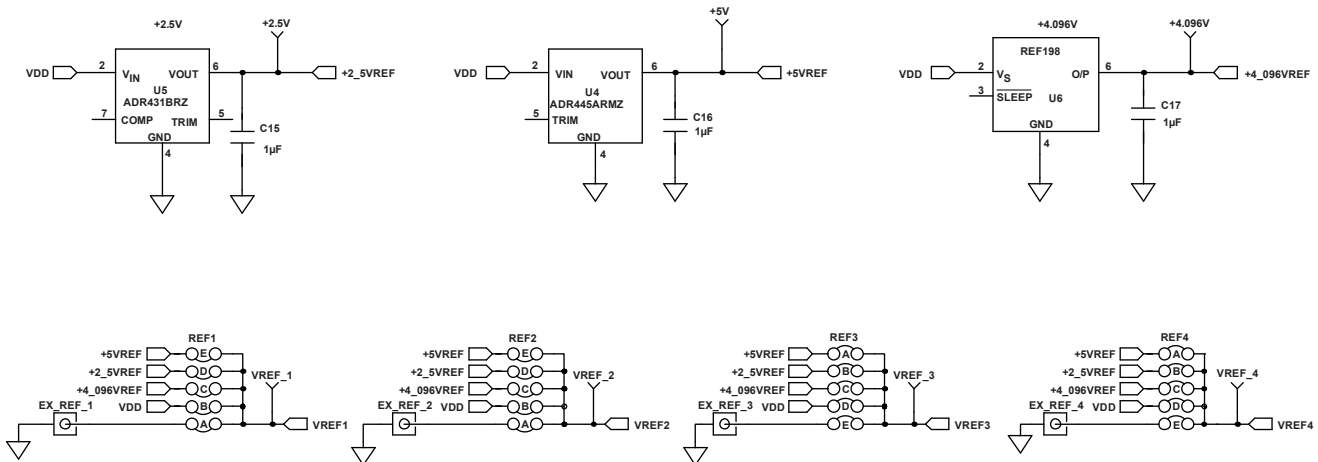 +2.5V
+2.5V
VDD
2
VIN
VOUT
6
+2_5VREF
U5
ADR431BRZ
7
COMP
TRIM
5
GND
4
C15
1µF
+5V
VDD
2
VIN
VOUT
6
+5VREF
U4
ADR445ARMZ
5
TRIM
GND
4
C16
1µF
+4.096V
+4.096V
REF198
VDD
2
VS
O/P
6
+4_096VREF
3
SLEEP
U6
GND
4
C17
1µF
REF1
+5VREF
E
+2_5VREF
D
+4_096VREF
C
VREF_1
VDD
B
EX_REF_1
A
VREF1
REF2
+5VREF
E
+2_5VREF
D
+4_096VREF
C
VREF_2
VDD
B
EX_REF_2
A
VREF2
REF3
+5VREF
A
+2_5VREF
B
+4_096VREF
C
VREF_3
VDD
D
EX_REF_3
E
VREF3
REF4
+5VREF
A
+2_5VREF
B
+4_096VREF
C
VREF_4
VDD
D
EX_REF_4
E
VREF4